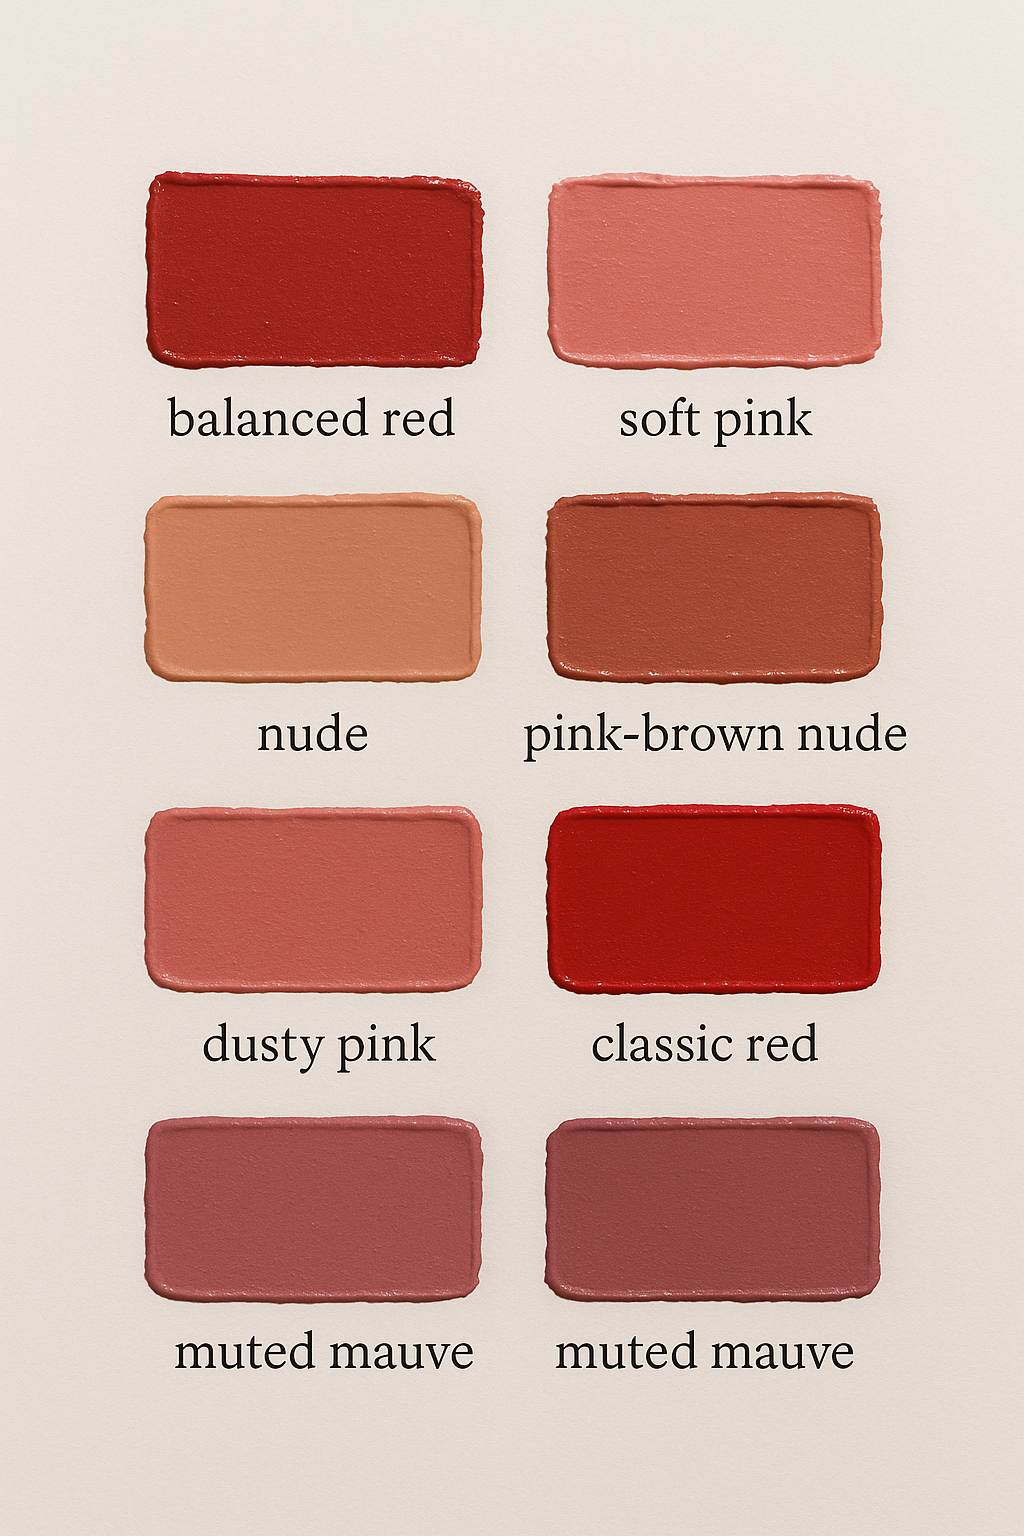 balanced red
soft pink
nude
pink-brown nude
dusty pink
classic red
muted mauve
muted mauve